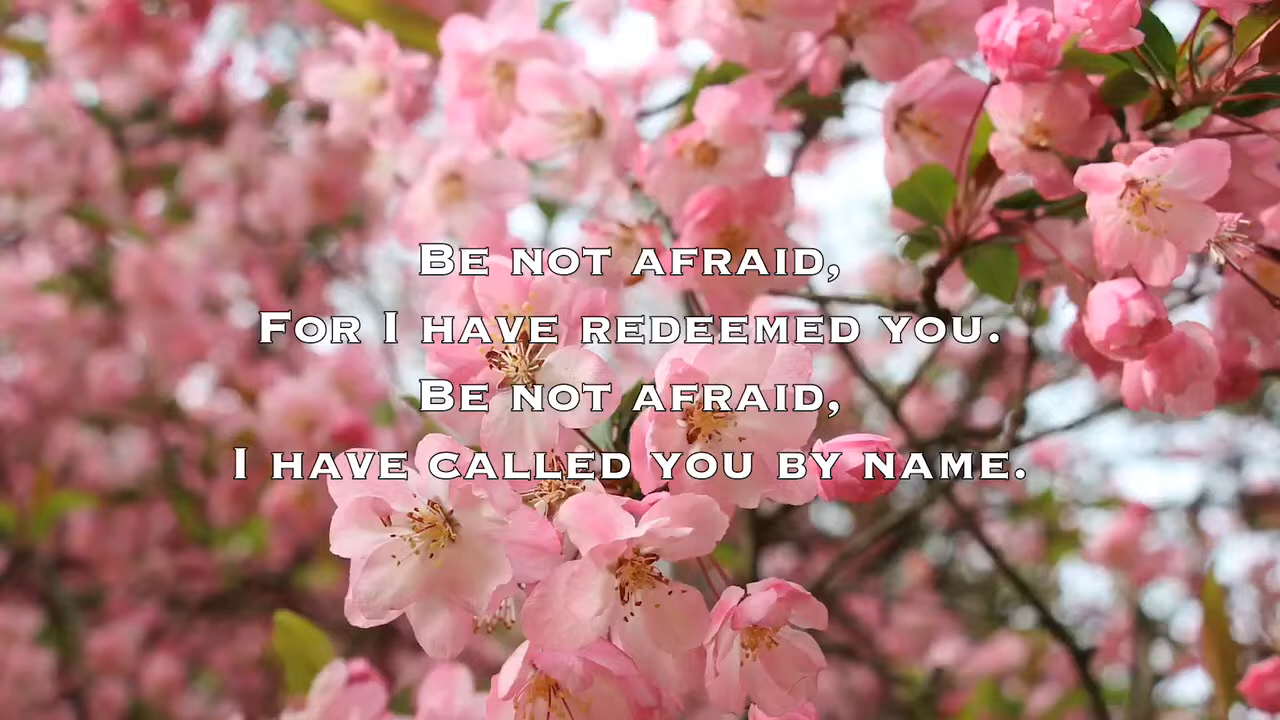 Be not afraid,
For I have redeemed you.
Be not afraid,
I have called you by name.